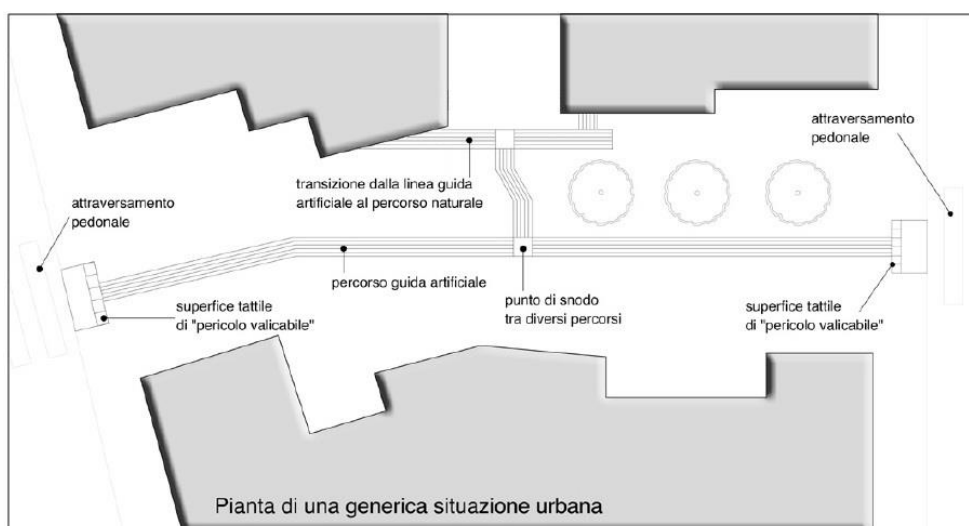 attraversamento
pedonale
transizione dalla linea guida
artificiale al percorso naturale
attraversamento
pedonale
percorso guida artificiale
punto di snodo
tra diversi percorsi
superfice tattile
di "pericolo valicabile"
superfice tattile
di "pericolo valicabile"
Pianta di una generica situazione urbana